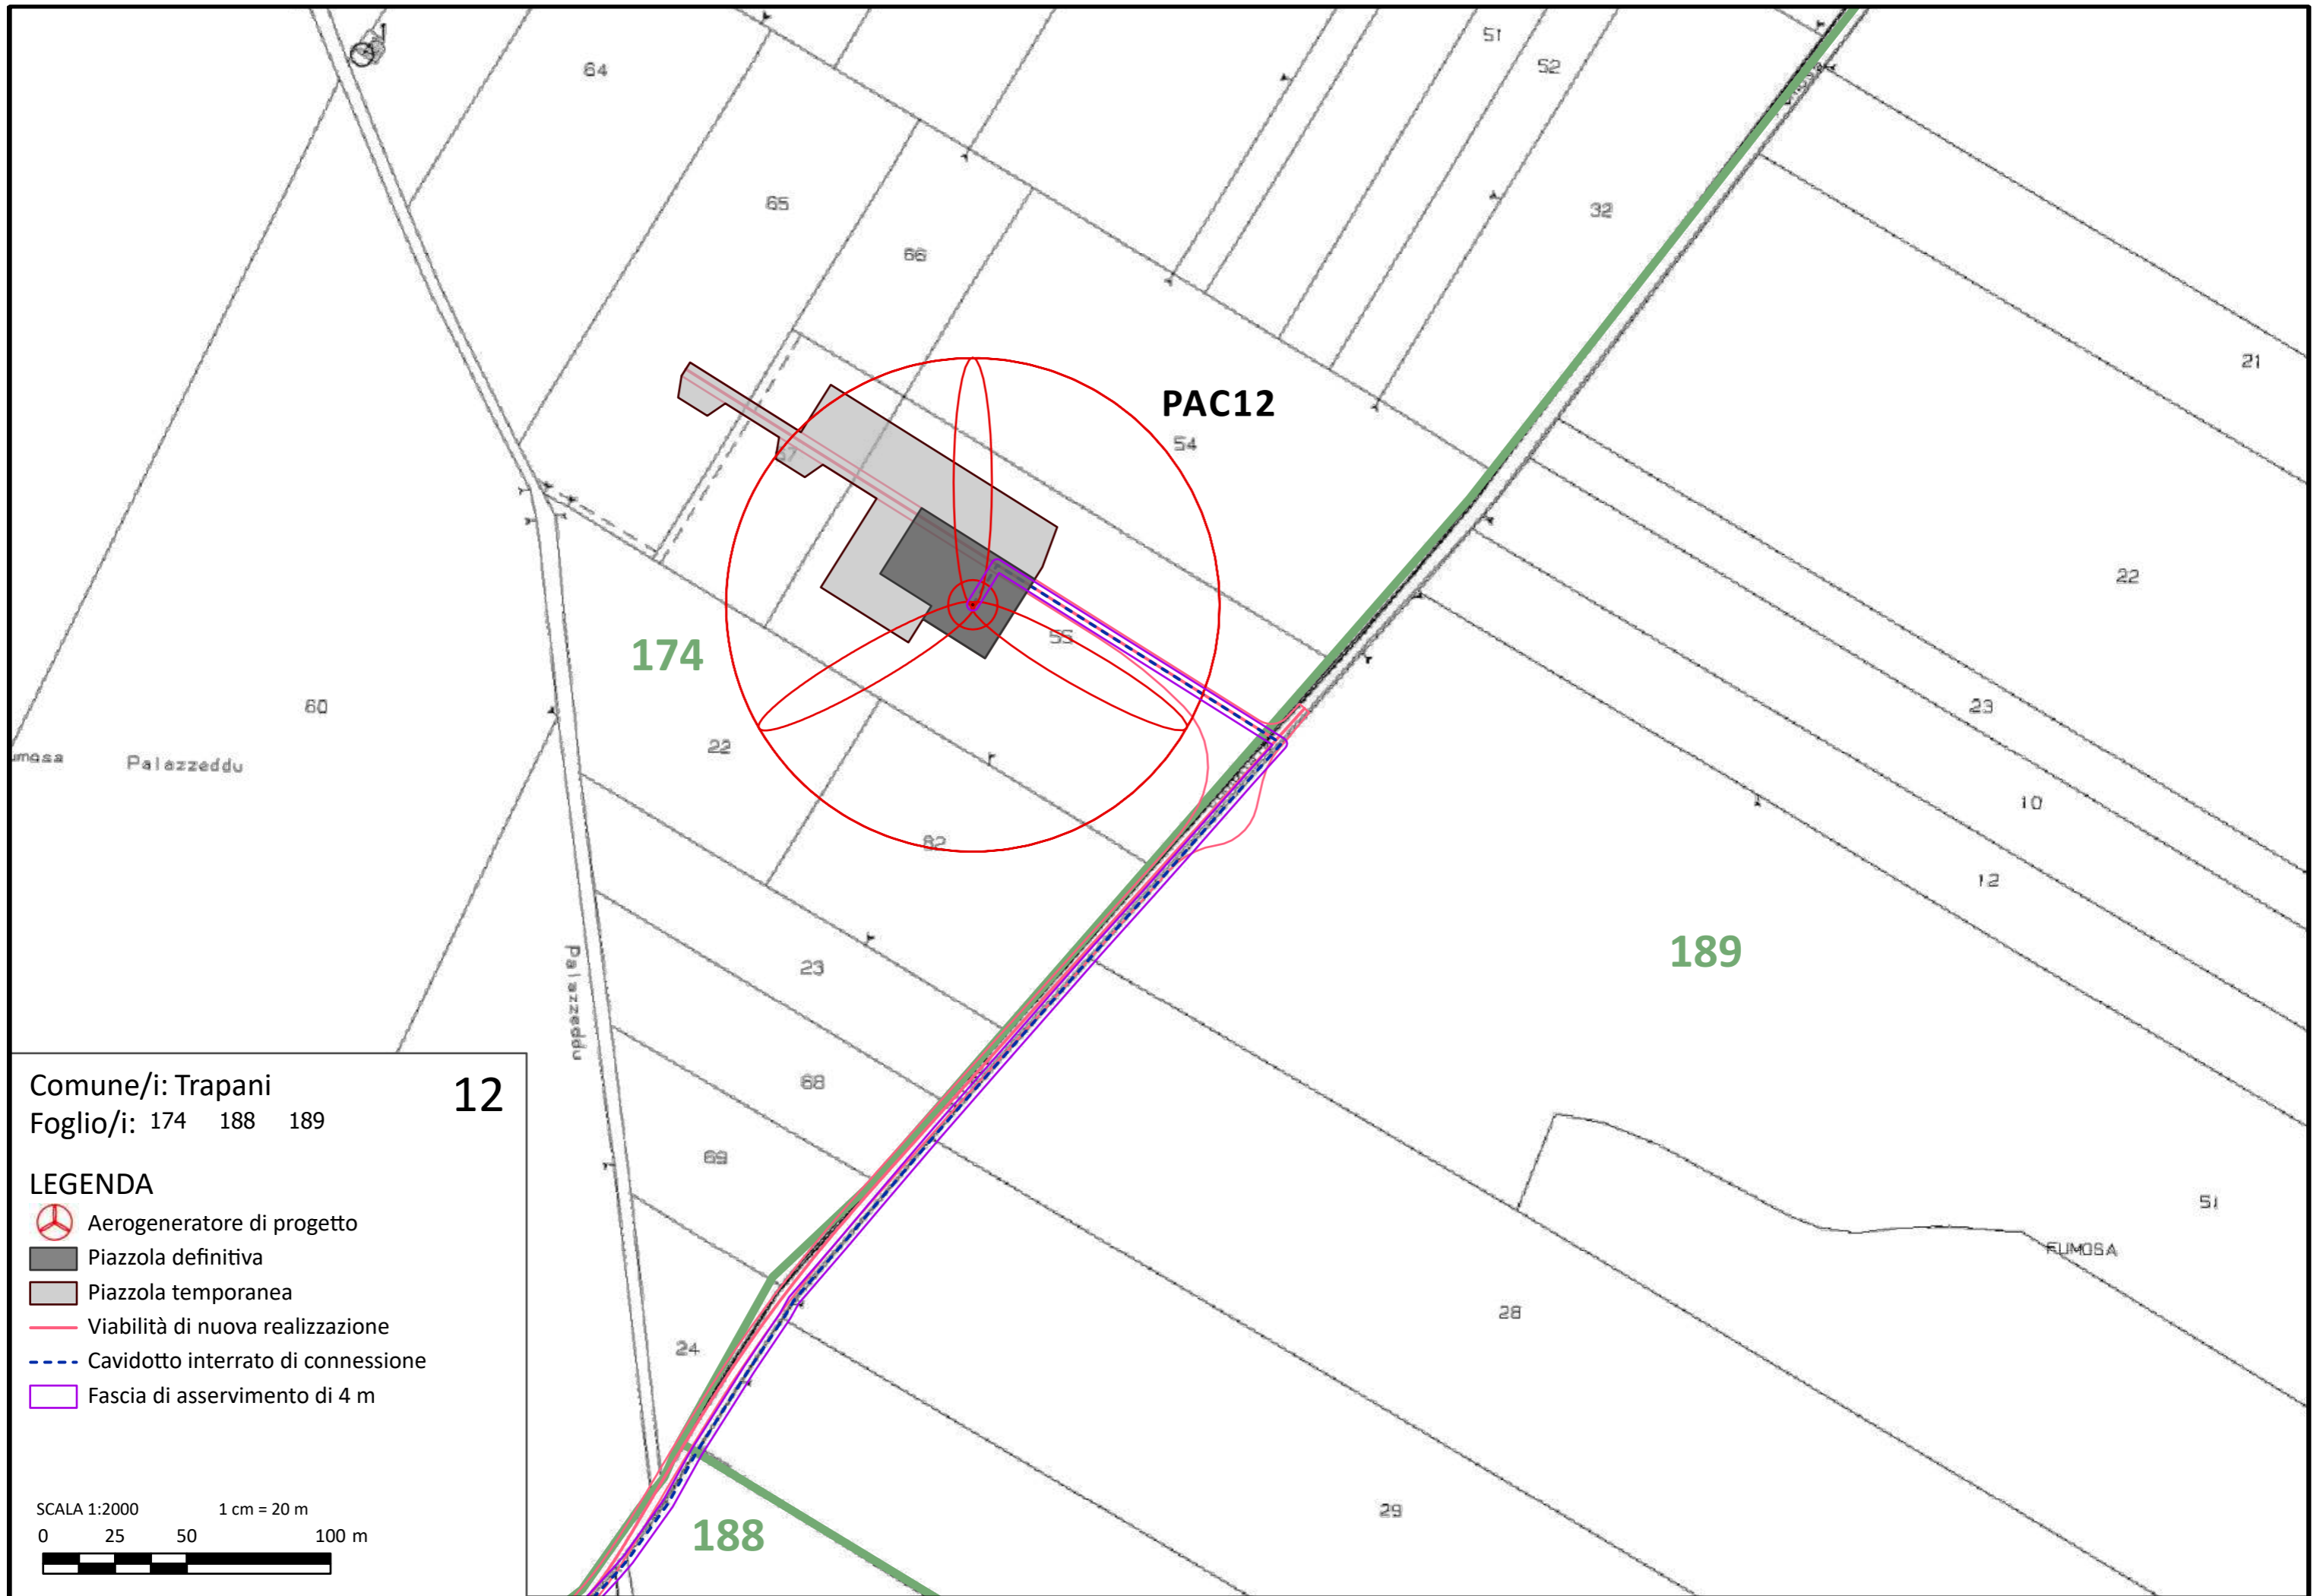 64
51
52
65
32
66
21
PAC12
54
57
22
55
174
60
23
22
umosa
Palazzeddu
10
82
12
189
23
Palazzeddu
68
69
51
FUMOSA
28
24
29
188
Comune/i: Trapani
12
Foglio/i: 174 188 189
LEGENDA
Aerogeneratore di progetto
Piazzola definitiva
Piazzola temporanea
Viabilità di nuova realizzazione
Cavidotto interrato di connessione
Fascia di asservimento di 4 m
SCALA 1:2000 1 cm = 20 m
0 25 50 100 m